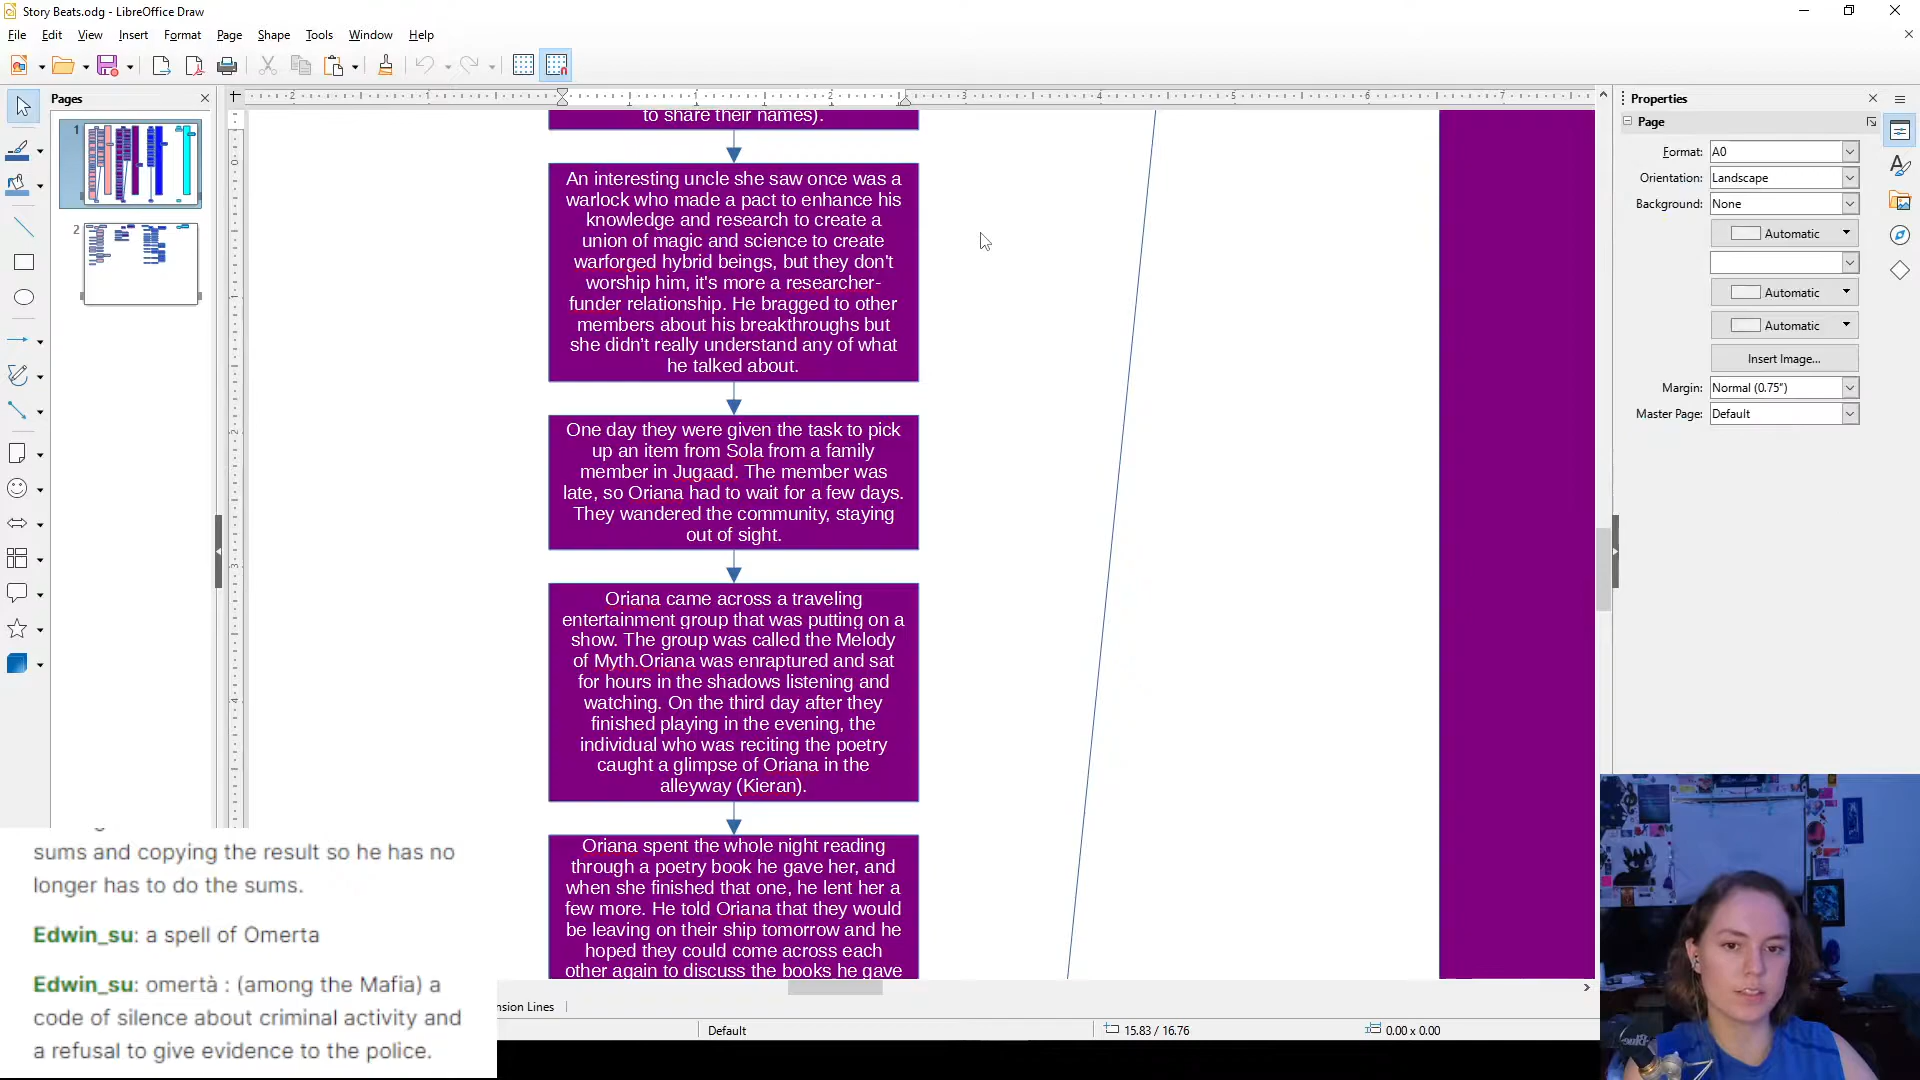 Story Beats.odg - LibreOffice Draw
File Edit View Insert Format Page Shape Tools Window Help
Pages
1
2
to share their names).
An interesting uncle she saw once was a
warlock who made a pact to enhance his
knowledge and research to create a
union of magic and science to create
warforged hybrid beings, but they don't
worship him, it's more a researcher-
funder relationship. He bragged to other
members about his breakthroughs but
she didn't really understand any of what
he talked about.
One day they were given the task to pick
up an item from Sola from a family
member in Jugaad. The member was
late, so Oriana had to wait for a few days.
They wandered the community, staying
out of sight.
Oriana came across a traveling
entertainment group that was putting on a
show. The group was called the Melody
of Myth.Oriana was enraptured and sat
for hours in the shadows listening and
watching. On the third day after they
finished playing in the evening, the
individual who was reciting the poetry
caught a glimpse of Oriana in the
alleyway (Kieran).
Oriana spent the whole night reading
through a poetry book he gave her, and
when she finished that one, he lent her a
few more. He told Oriana that they would
be leaving on their ship tomorrow and he
hoped they could come across each
other again to discuss the books he gave
Properties
Page
Format: A0
Orientation: Landscape
Background: None
Automatic
Automatic
Automatic
Insert Image...
Margin: Normal (0.75")
Master Page: Default
sums and copying the result so he has no
longer has to do the sums.
Edwin_su: a spell of Omerta
Edwin_su: omertà : (among the Mafia) a
code of silence about criminal activity and
a refusal to give evidence to the police.
nsion Lines
Default
15.83 / 16.76
0.00 x 0.00